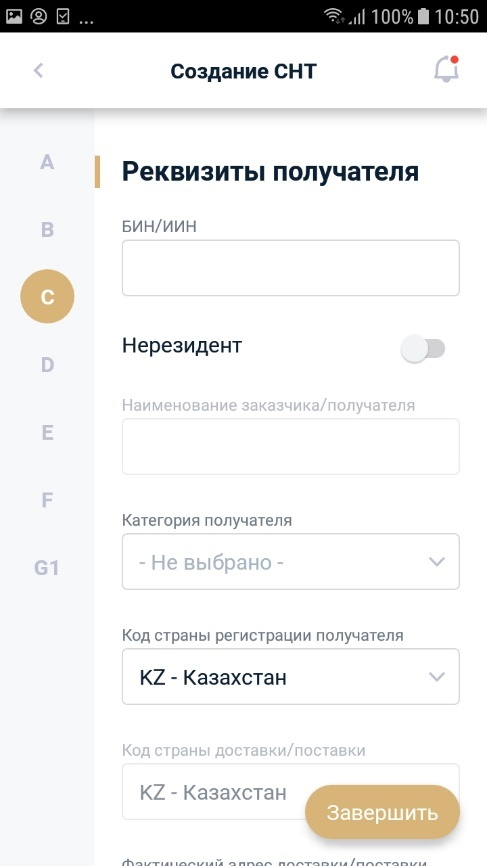 ... 100% 10:50
Создание СНТ
A
B
C
D
E
F
G1
Реквизиты получателя
БИН/ИИН
Нерезидент
Наименование заказчика/получателя
Категория получателя
- Не выбрано -
Код страны регистрации получателя
KZ - Казахстан
Код страны доставки/поставки
KZ - Казахстан
Завершить
Фактический адрес доставки/поставки